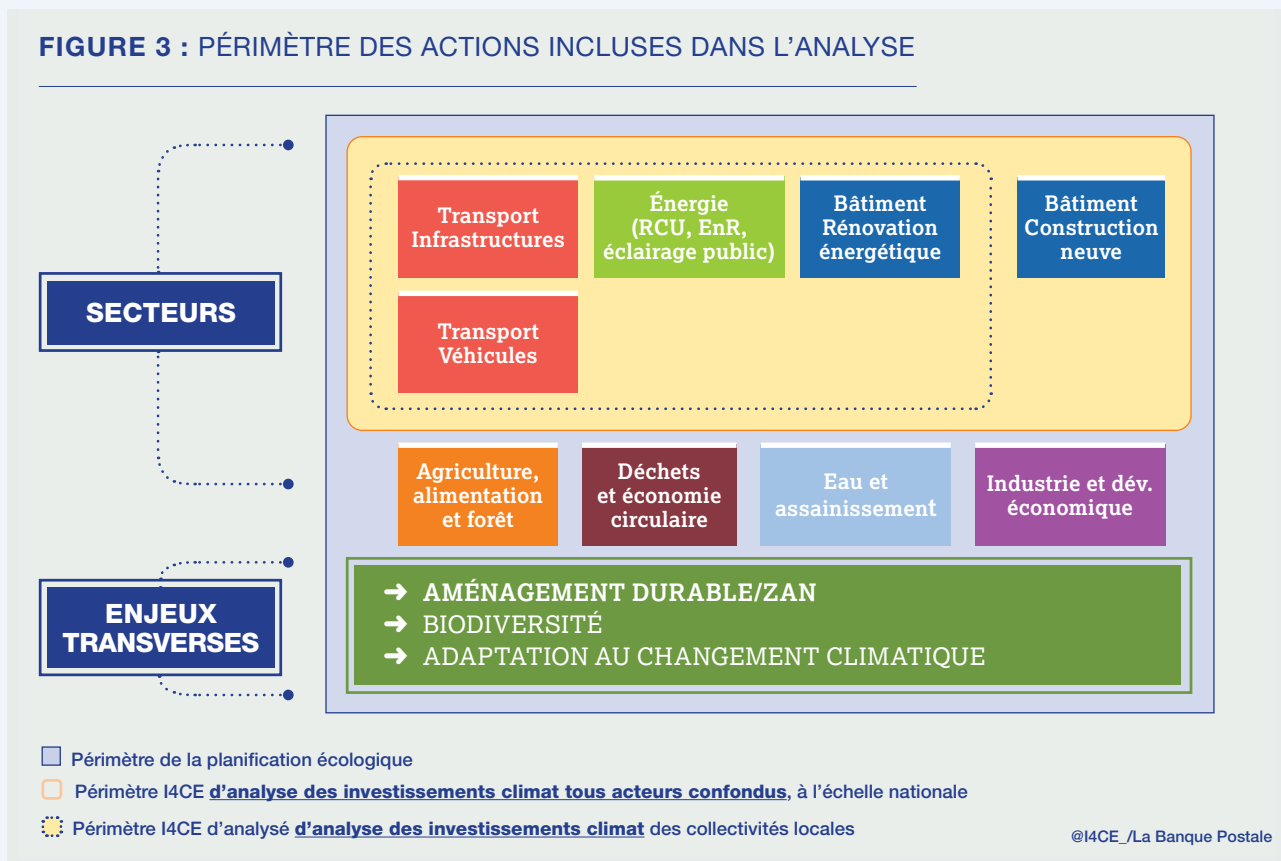 FIGURE 3 : PÉRIMÈTRE DES ACTIONS INCLUSES DANS L'ANALYSE
SECTEURS
Transport
Infrastructures
Énergie
(RCU, EnR,
éclairage public)
Bâtiment
Rénovation
énergétique
Bâtiment
Construction
neuve
Transport
Véhicules
Agriculture,
alimentation
et forêt
Déchets
et économie
circulaire
Eau et
assainissement
Industrie et dév.
économique
ENJEUX
TRANSVERSES
➜ AMÉNAGEMENT DURABLE/ZAN
➜ BIODIVERSITÉ
➜ ADAPTATION AU CHANGEMENT CLIMATIQUE
Périmètre de la planification écologique
Périmètre I4CE d'analyse des investissements climat tous acteurs confondus, à l'échelle nationale
Périmètre I4CE d'analysé d'analyse des investissements climat des collectivités locales
@I4CE_/La Banque Postale